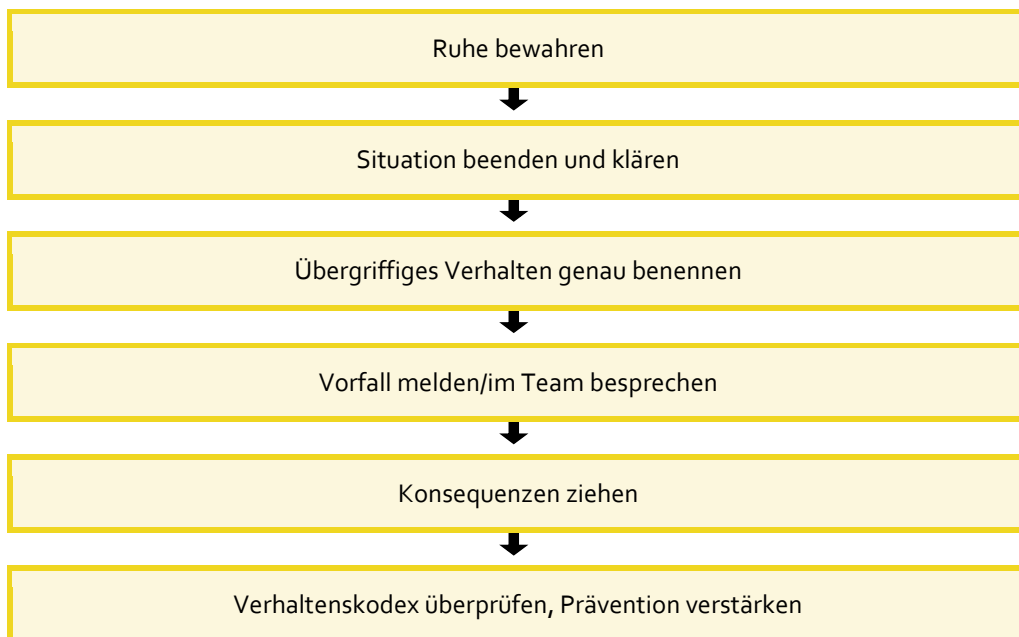 Ruhe bewahren
Situation beenden und klären
Übergriffiges Verhalten genau benennen
Vorfall melden/im Team besprechen
Konsequenzen ziehen
Verhaltenskodex überprüfen, Prävention verstärken